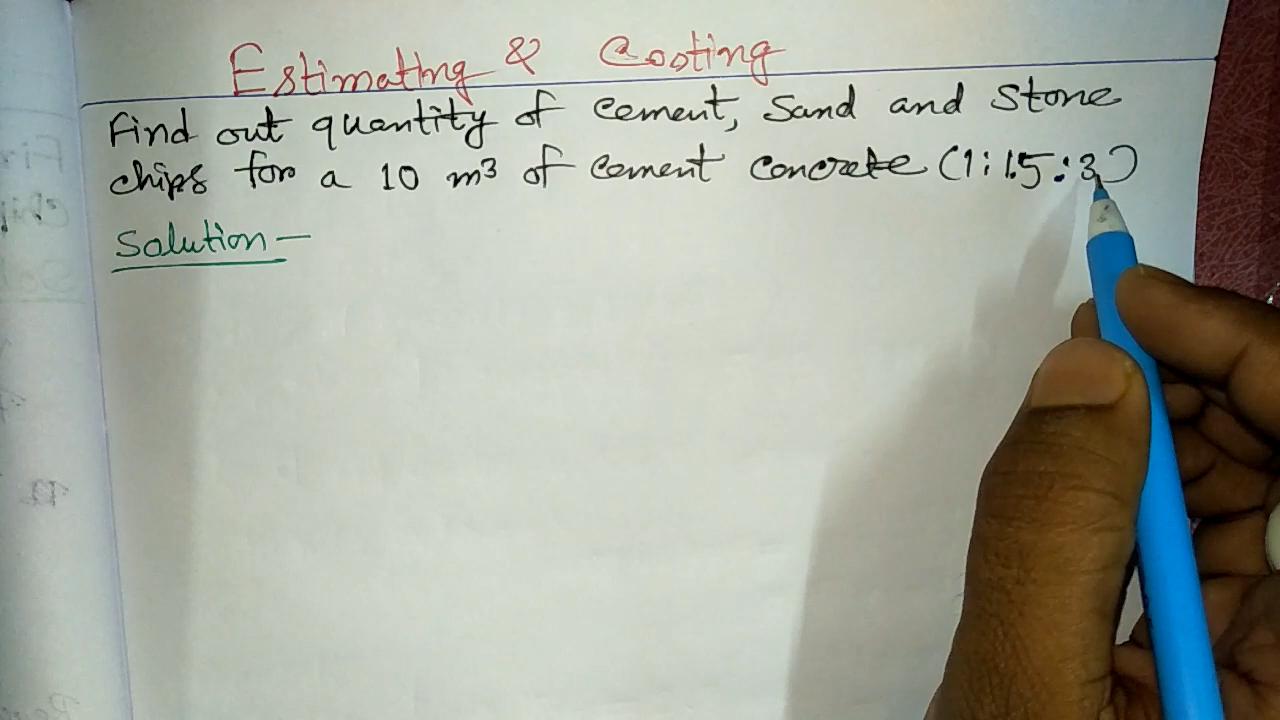 Estimating & Costing
Find out quantity of cement, Sand and Stone
chips for a 10 m³ of cement concrete (1:1.5:3)
Solution —